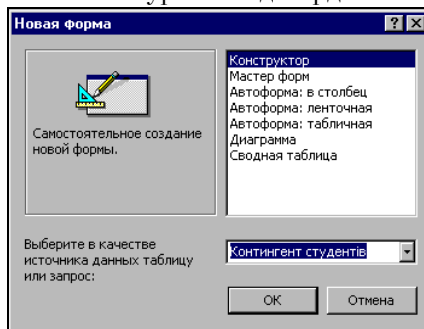 Новая форма
Самостоятельное создание
новой формы.
Конструктор
Мастер форм
Автоформа: в столбец
Автоформа: ленточная
Автоформа: табличная
Диаграмма
Сводная таблица
Выберите в качестве
источника данных таблицу
или запрос:
Контингент студентів
ОК
Отмена